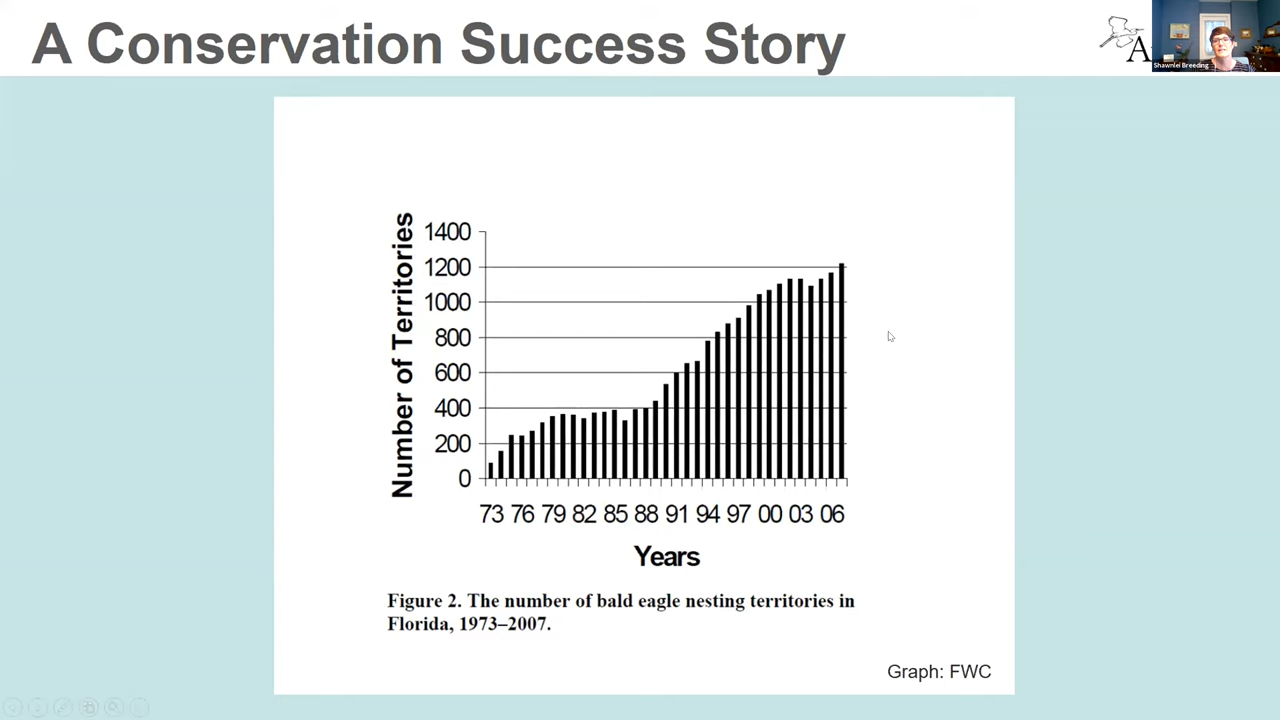 A Conservation Success Story
A
Shawnlei Breeding
Number of Territories
1400
1200
1000
800
600
400
200
0
73 76 79 82 85 88 91 94 97 00 03 06
Years
Figure 2. The number of bald eagle nesting territories in
Florida, 1973–2007.
Graph: FWC